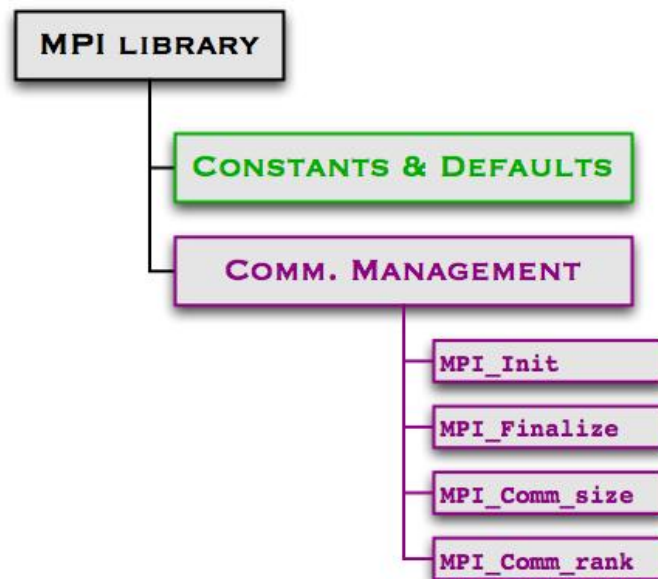 MPI LIBRARY
CONSTANTS & DEFAULTS
COMM. MANAGEMENT
MPI_Init
MPI_Finalize
MPI_Comm_size
MPI_Comm_rank